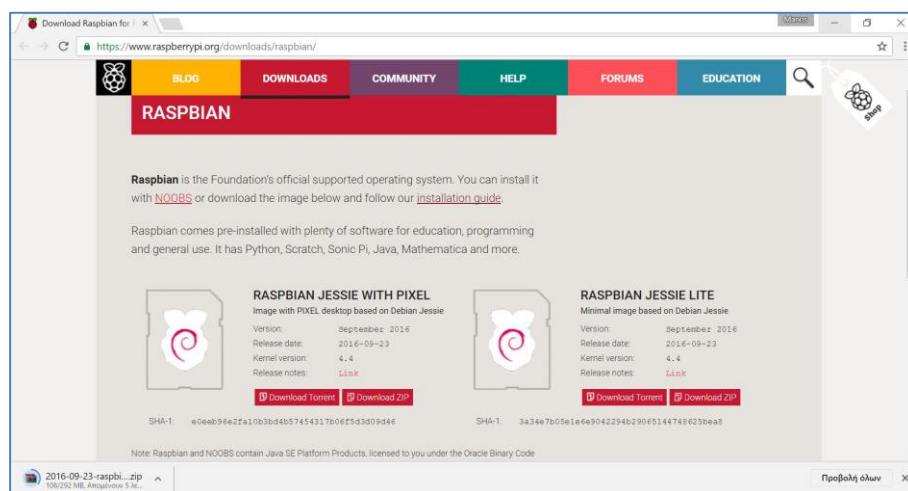 Download Raspbian for
Manos
https://www.raspberrypi.org/downloads/raspbian/
BLOG
DOWNLOADS
COMMUNITY
HELP
FORUMS
EDUCATION
Shop
RASPBIAN
Raspbian is the Foundation's official supported operating system. You can install it
with NOOBS or download the image below and follow our installation guide.
Raspbian comes pre-installed with plenty of software for education, programming
and general use. It has Python, Scratch, Sonic Pi, Java, Mathematica and more.
RASPBIAN JESSIE WITH PIXEL
Image with PIXEL desktop based on Debian Jessie
Version: September 2016
Release date: 2016-09-23
Kernel version: 4.4
Release notes: Link
Download Torrent Download ZIP
SHA-1:
RASPBIAN JESSIE LITE
Minimal image based on Debian Jessie
Version: September 2016
Release date: 2016-09-23
Kernel version: 4.4
Release notes: Link
Download Torrent Download ZIP
SHA-1:
Note: Raspbian and NOOBS contain Java SE Platform Products, licensed to you under the Oracle Binary Code
2016-09-23-raspbi....zip
108/292 MB, Απομένουν 5 λε...
Προβολή όλων